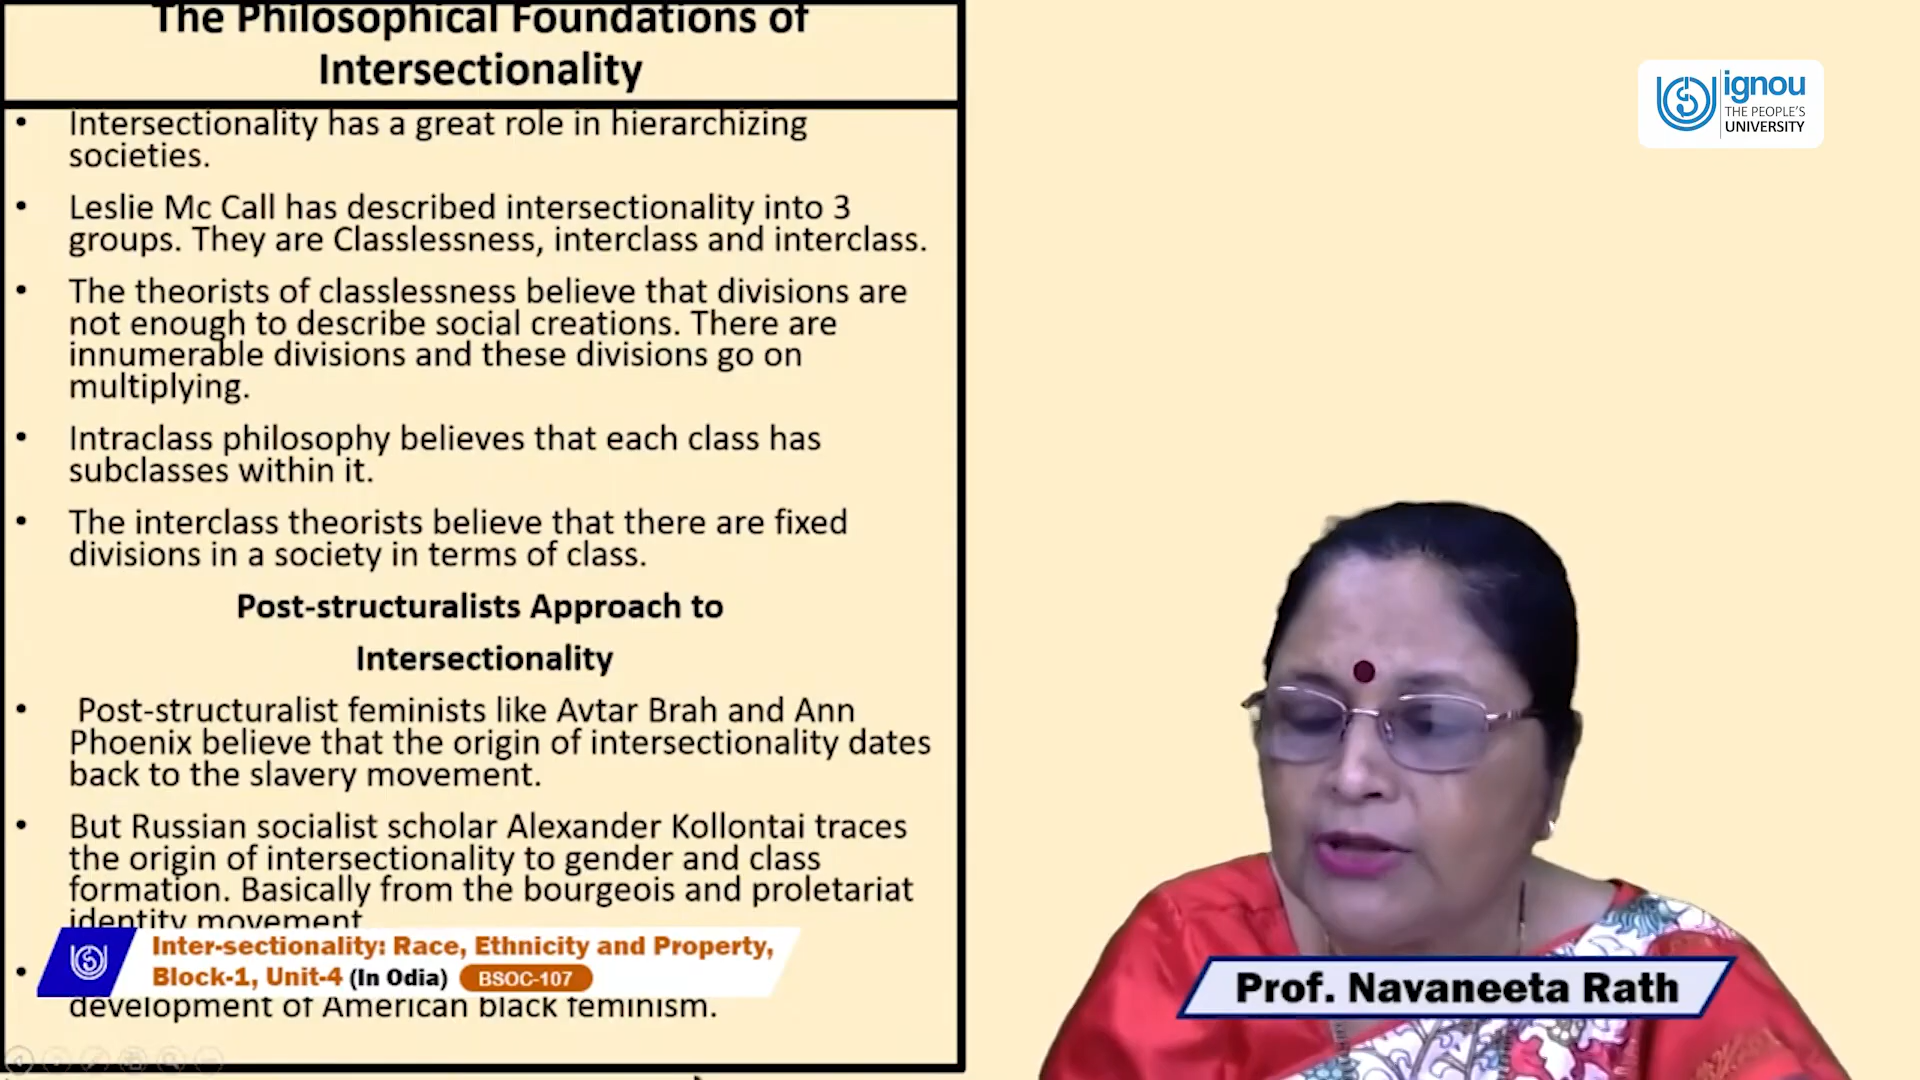 The Philosophical Foundations of
Intersectionality
• Intersectionality has a great role in hierarchizing
societies.
• Leslie Mc Call has described intersectionality into 3
groups. They are Classlessness, interclass and interclass.
• The theorists of classlessness believe that divisions are
not enough to describe social creations. There are
innumerable divisions and these divisions go on
multiplying.
• Intraclass philosophy believes that each class has
subclasses within it.
• The interclass theorists believe that there are fixed
divisions in a society in terms of class.
Post-structuralists Approach to
Intersectionality
• Post-structuralist feminists like Avtar Brah and Ann
Phoenix believe that the origin of intersectionality dates
back to the slavery movement.
• But Russian socialist scholar Alexander Kollontai traces
the origin of intersectionality to gender and class
formation. Basically from the bourgeois and proletariat
identity movement
•
development of American black feminism.
Inter-sectionality: Race, Ethnicity and Property,
Block-1, Unit-4 (In Odia) BSOC-107
ignou
THE PEOPLE'S
UNIVERSITY
Prof. Navaneeta Rath